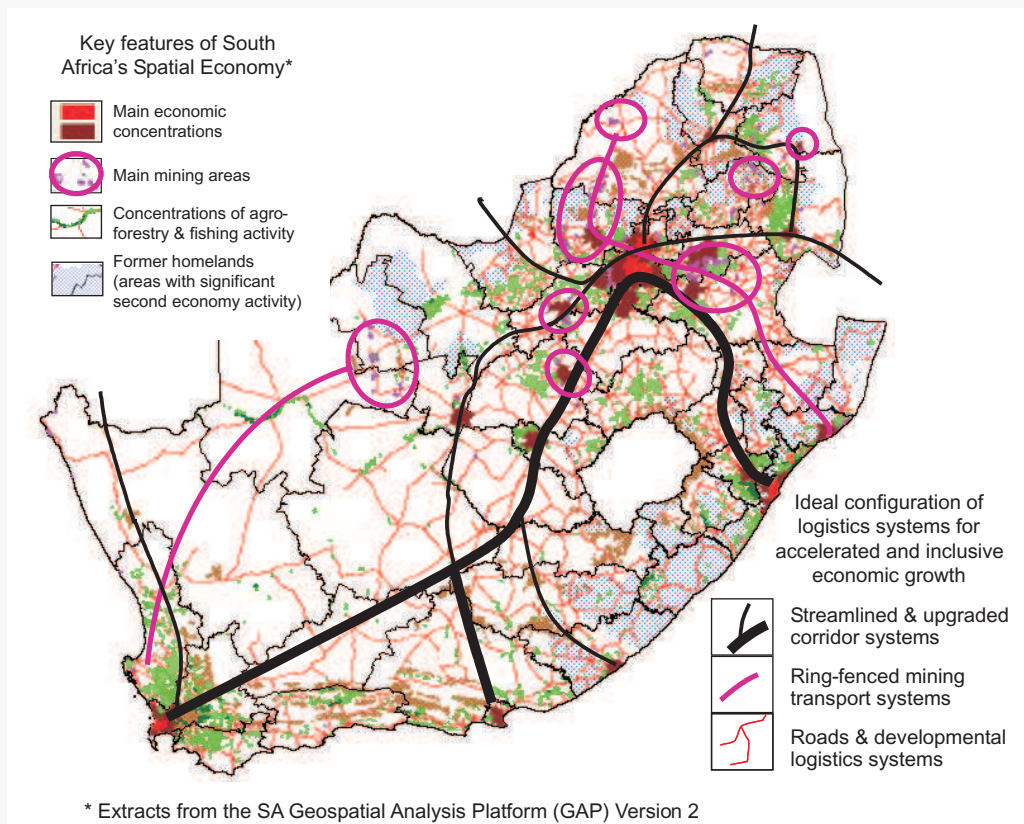 Key features of South
Africa's Spatial Economy*
Main economic
concentrations
Main mining areas
Concentrations of agro-
forestry & fishing activity
Former homelands
(areas with significant
second economy activity)
Ideal configuration of
logistics systems for
accelerated and inclusive
economic growth
Streamlined & upgraded
corridor systems
Ring-fenced mining
transport systems
Roads & developmental
logistics systems
* Extracts from the SA Geospatial Analysis Platform (GAP) Version 2